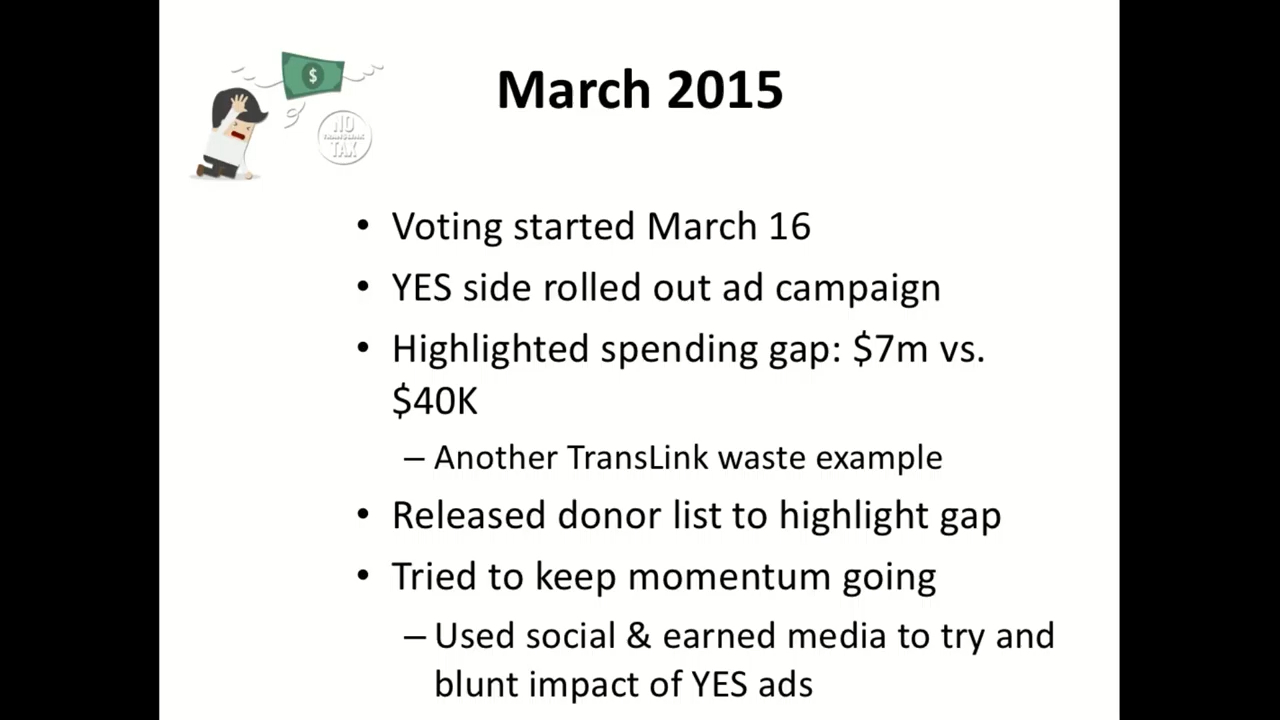 March 2015
$
NO
TRANSLINK
TAX
• Voting started March 16
• YES side rolled out ad campaign
• Highlighted spending gap: $7m vs.
$40K
– Another TransLink waste example
• Released donor list to highlight gap
• Tried to keep momentum going
– Used social & earned media to try and
blunt impact of YES ads